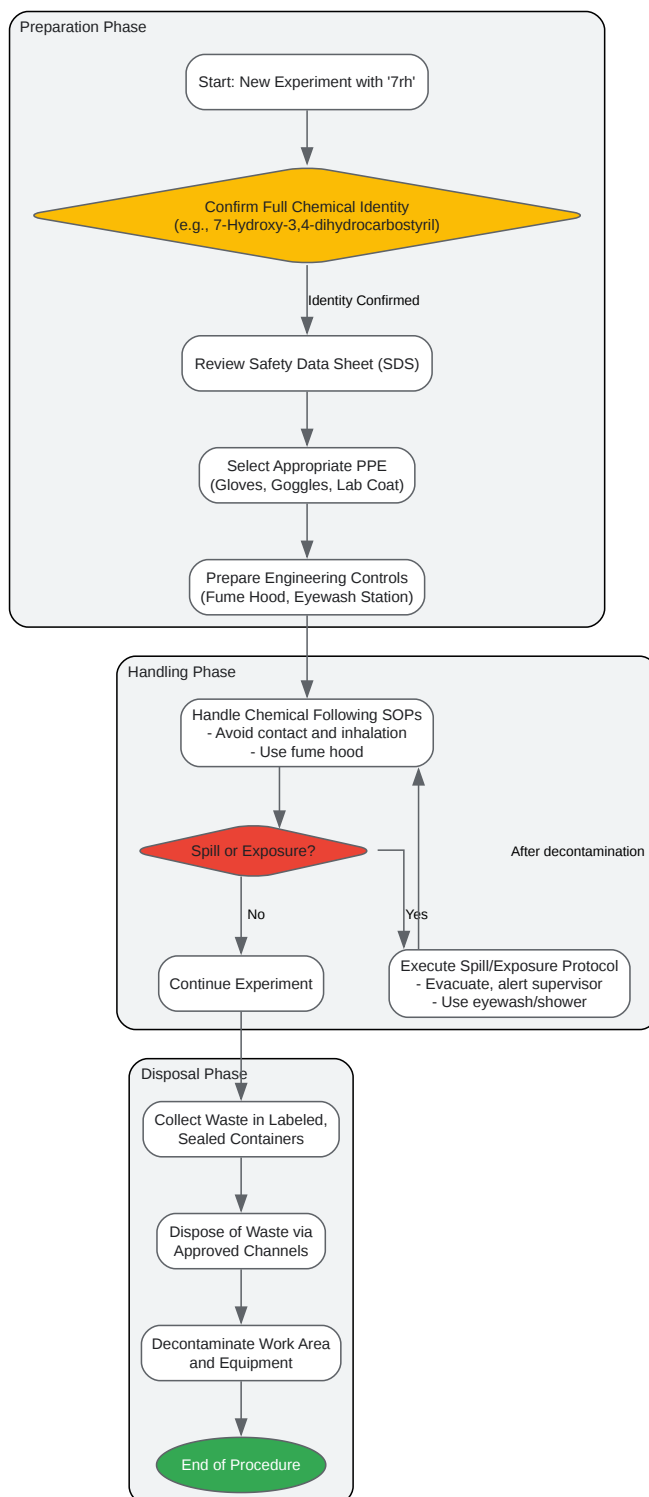 Preparation Phase
Start: New Experiment with '7rh'
Confirm Full Chemical Identity
(e.g., 7-Hydroxy-3,4-dihydrocarbostyril)
Identity Confirmed
Review Safety Data Sheet (SDS)
Select Appropriate PPE
(Gloves, Goggles, Lab Coat)
Prepare Engineering Controls
(Fume Hood, Eyewash Station)
Handling Phase
Handle Chemical Following SOPs
- Avoid contact and inhalation
- Use fume hood
Spill or Exposure?
After decontamination
No
Yes
Continue Experiment
Execute Spill/Exposure Protocol
- Evacuate, alert supervisor
- Use eyewash/shower
Disposal Phase
Collect Waste in Labeled,
Sealed Containers
Dispose of Waste via
Approved Channels
Decontaminate Work Area
and Equipment
End of Procedure